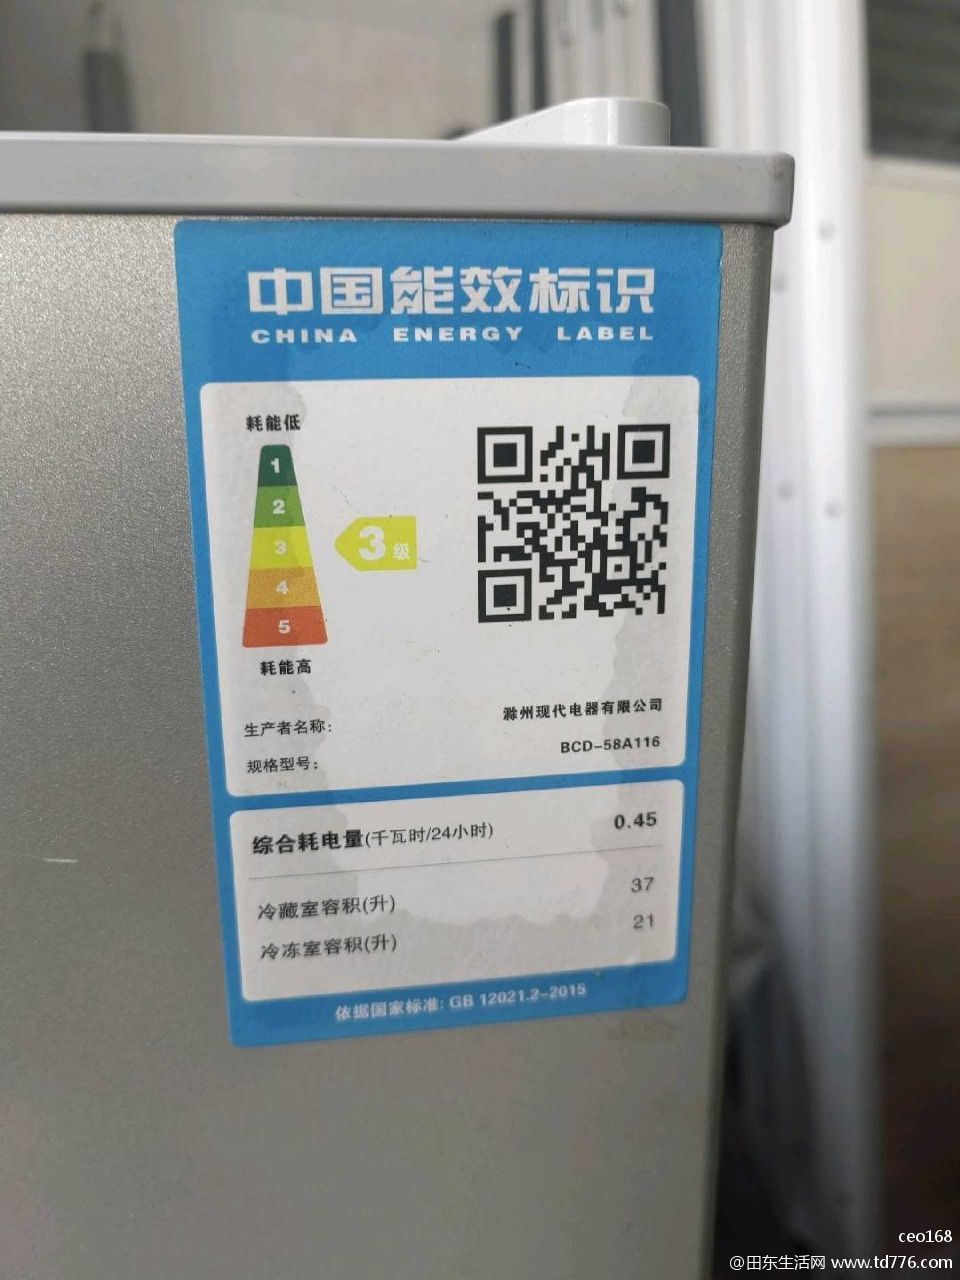 中国能效标识
CHINA ENERGY LABEL
耗能低
1
2
3
4
5
3级
耗能高
生产者名称: 滁州现代电器有限公司
规格型号: BCD-58A116
综合耗电量(千瓦时/24小时) 0.45
冷藏室容积(升) 37
冷冻室容积(升) 21
依据国家标准: GB 12021.2-2015
ceo168
@田东生活网 www.td776.com